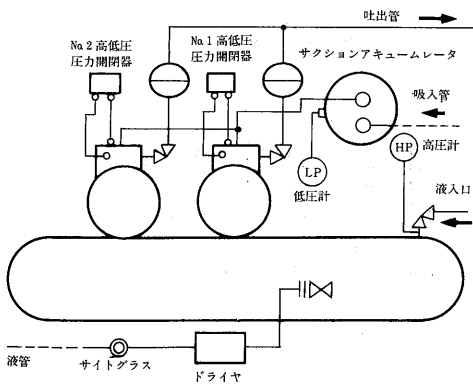 吐出管
No.2 高低圧
圧力開閉器
No.1 高低圧
圧力開閉器
サクションアキュームレータ
吸入管
HP
高圧計
LP
低圧計
液入口
液管
サイトグラス
ドライヤ